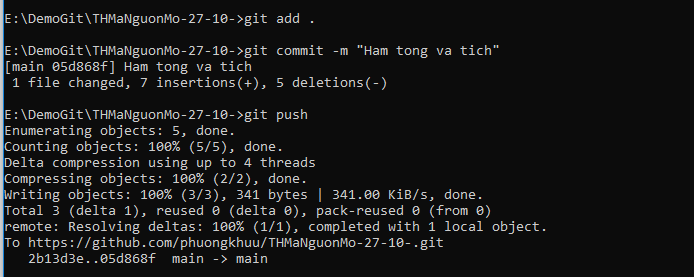 E:\DemoGit\THMaNguonMo-27-10->git add .
E:\DemoGit\THMaNguonMo-27-10->git commit -m "Ham tong va tich"
[main 05d868f] Ham tong va tich
 1 file changed, 7 insertions(+), 5 deletions(-)
E:\DemoGit\THMaNguonMo-27-10->git push
Enumerating objects: 5, done.
Counting objects: 100% (5/5), done.
Delta compression using up to 4 threads
Compressing objects: 100% (2/2), done.
Writing objects: 100% (3/3), 341 bytes | 341.00 KiB/s, done.
Total 3 (delta 1), reused 0 (delta 0), pack-reused 0 (from 0)
remote: Resolving deltas: 100% (1/1), completed with 1 local object.
To https://github.com/phuongkhuu/THMaNguonMo-27-10-.git
   2b13d3e..05d868f  main -> main